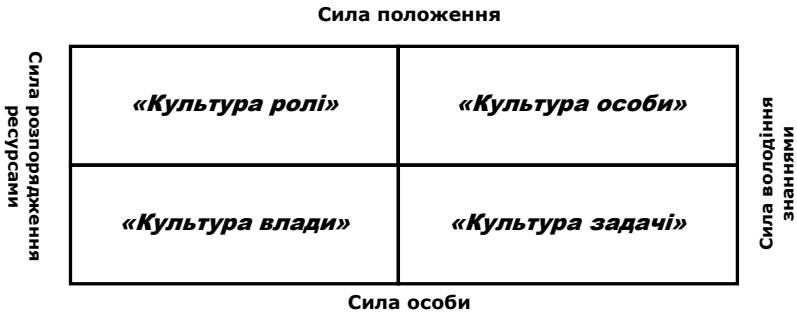 Сила положення
Сила розпорядження
ресурсами
«Культура ролі»
«Культура особи»
Сила володіння
знаннями
«Культура влади»
«Культура задачі»
Сила особи